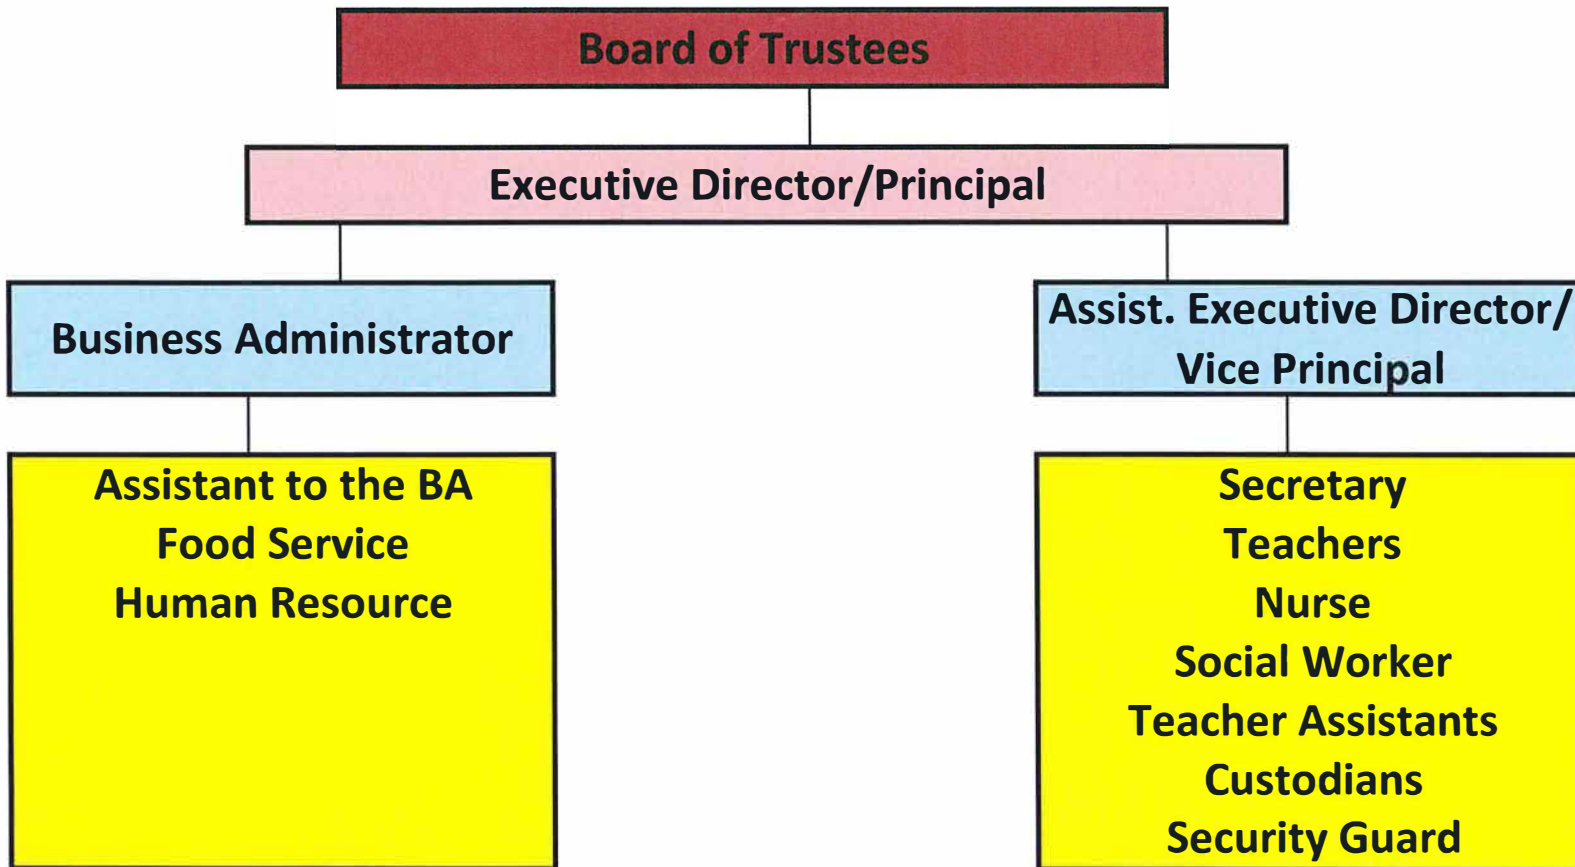 Board of Trustees
Executive Director/Principal
Business Administrator
Assist. Executive Director/
Vice Principal
Assistant to the BA
Food Service
Human Resource
Secretary
Teachers
Nurse
Social Worker
Teacher Assistants
Custodians
Security Guard